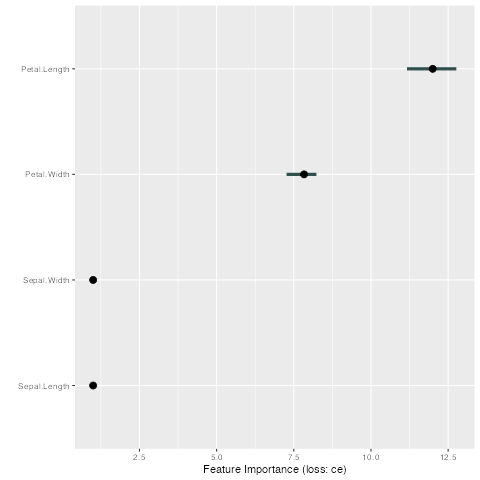 Petal.Length
Petal.Width
Sepal.Width
Sepal.Length
2.5 5.0 7.5 10.0 12.5
Feature Importance (loss: ce)